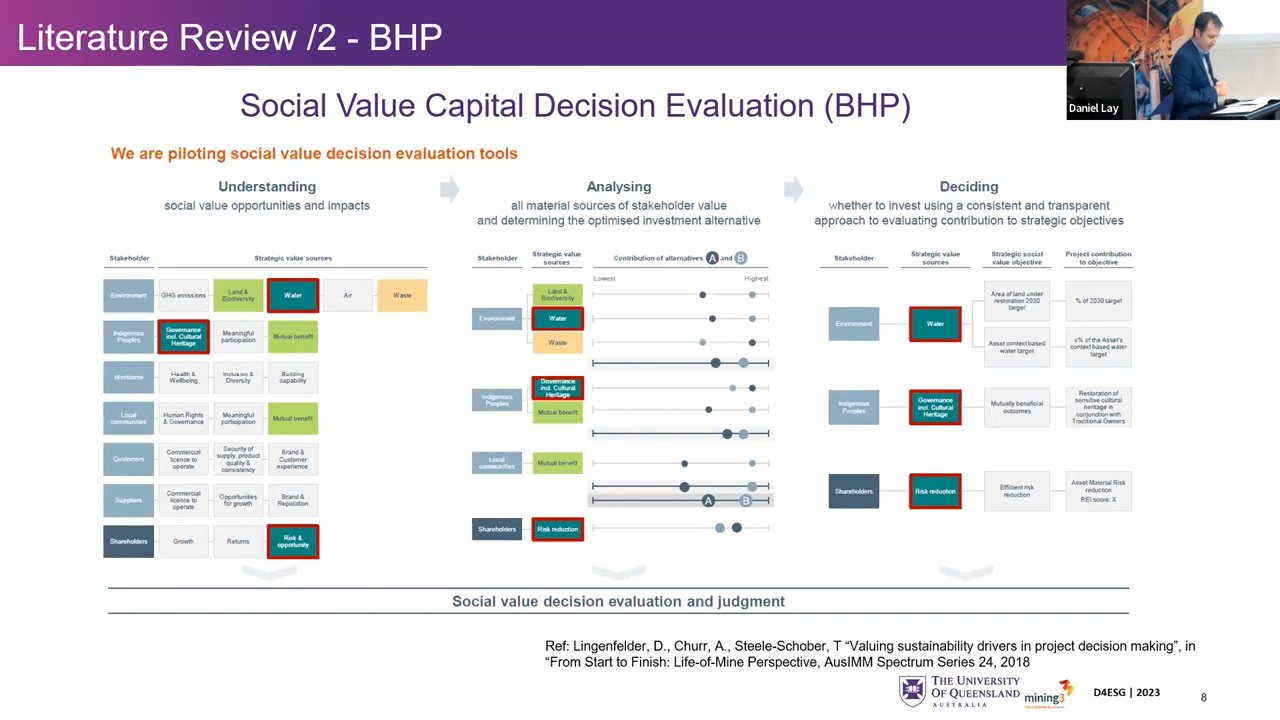 Literature Review /2 - BHP
Daniel Lay
Social Value Capital Decision Evaluation (BHP)
We are piloting social value decision evaluation tools
Understanding
social value opportunities and impacts
Stakeholder
Strategic value sources
Environment
GHG emissions
Land &
Biodiversity
Water
Air
Waste
Indigenous
Peoples
Governance
incl. Cultural
Heritage
Meaningful
participation
Mutual benefit
Workforce
Health &
Wellbeing
Inclusion &
Diversity
Building
capability
Local
communities
Human Rights
& Governance
Meaningful
participation
Mutual benefit
Customers
Commercial
licence to
operate
Security of
supply, product
quality &
consistency
Brand &
Customer
experience
Suppliers
Commercial
licence to
operate
Opportunities
for growth
Brand &
Reputation
Shareholders
Growth
Returns
Risk &
opportunity
Analysing
all material sources of stakeholder value
and determining the optimised investment alternative
Stakeholder
Strategic value
sources
Contribution of alternatives A and B
Lowest
Highest
Environment
Land &
Biodiversity
Water
Waste
Indigenous
Peoples
Governance
incl. Cultural
Heritage
Mutual benefit
Local
communities
Mutual benefit
A
B
Shareholders
Risk reduction
Deciding
whether to invest using a consistent and transparent
approach to evaluating contribution to strategic objectives
Stakeholder
Strategic value
sources
Strategic social
value objective
Project contribution
to objective
Environment
Water
Area of land under
restoration 2030
target
% of 2030 target
Asset context based
water target
x% of the Asset's
context based water
target
Indigenous
Peoples
Governance
incl. Cultural
Heritage
Mutually beneficial
outcomes
Restoration of
sensitive cultural
heritage in
conjunction with
Traditional Owners
Shareholders
Risk reduction
Efficient risk
reduction
Asset Material Risk
reduction
REI score: X
Social value decision evaluation and judgment
Ref: Lingenfelder, D., Churr, A., Steele-Schober, T “Valuing sustainability drivers in project decision making”, in
“From Start to Finish: Life-of-Mine Perspective, AusIMM Spectrum Series 24, 2018
THE UNIVERSITY
OF QUEENSLAND
AUSTRALIA
mining3
D4ESG | 2023
8